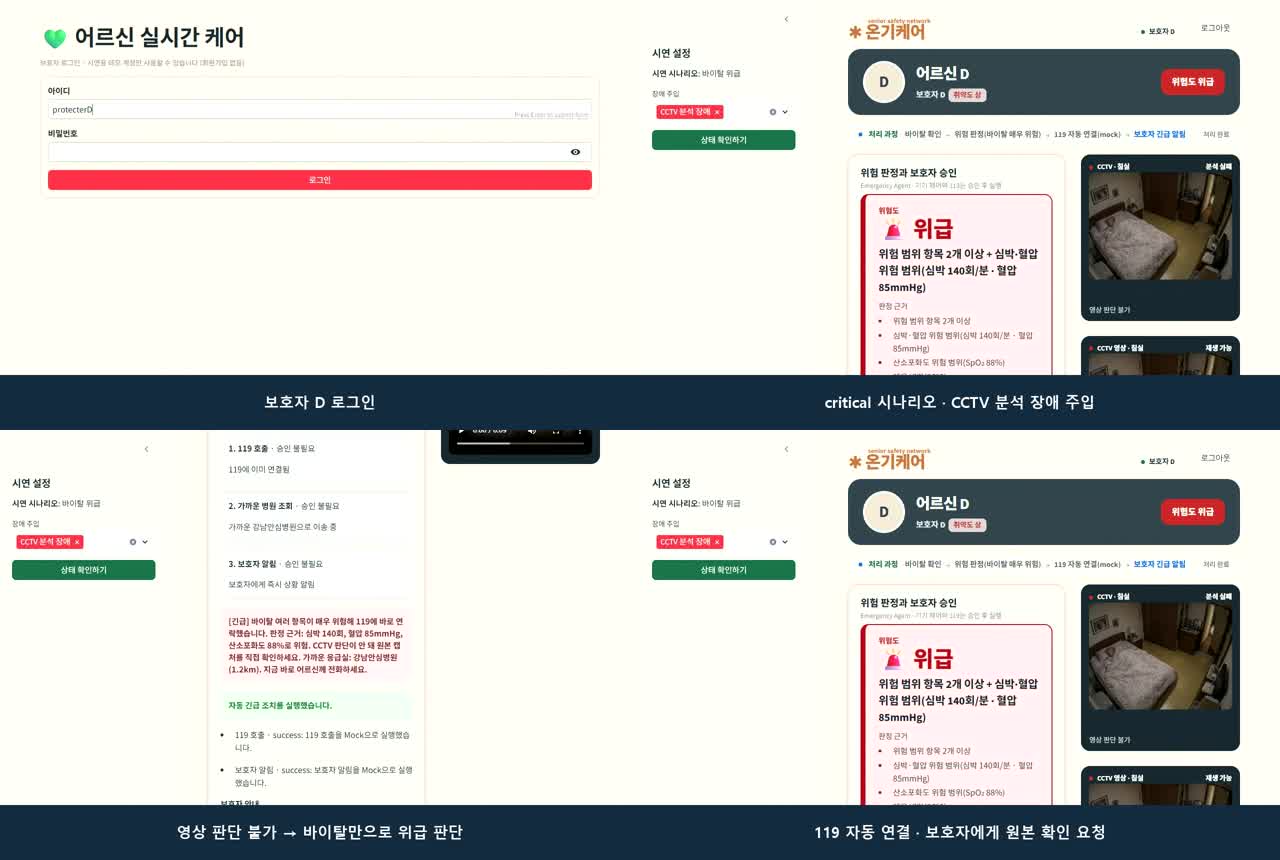 어르신 실시간 케어
보호자 로그인 · 시연용 데모 계정만 사용할 수 있습니다 (회원가입 없음)
아이디
protecterD
Press Enter to submit form
비밀번호
로그인
보호자 D 로그인
시연 설정
시연 시나리오: 바이탈 위급
장애 주입
CCTV 분석 장애 ×
상태 확인하기
senior safety network
온기케어
보호자 D
로그아웃
D
어르신 D
보호자 D 취약도 상
위험도 위급
처리 과정 바이탈 확인 → 위험 판정(바이탈 매우 위험) → 119 자동 연결(mock) → 보호자 긴급 알림 처리 완료
위험 판정과 보호자 승인
위험도
위급
위험 범위 항목 2개 이상 + 심박·혈압
위험 범위(심박 140회/분 · 혈압
85mmHg)
판정 근거
위험 범위 항목 2개 이상
심박·혈압 위험 범위(심박 140회/분 · 혈압
85mmHg)
산소포화도 위험 범위(SpO₂ 88%)
CCTV · 침실 분석 실패
영상 판단 불가
CCTV 영상 · 침실 재생 가능
critical 시나리오 · CCTV 분석 장애 주입
시연 설정
시연 시나리오: 바이탈 위급
장애 주입
CCTV 분석 장애 ×
상태 확인하기
1. 119 호출 · 승인 불필요
119에 이미 연결됨
2. 가까운 병원 조회 · 승인 불필요
가까운 강남안심병원으로 이송 중
3. 보호자 알림 · 승인 불필요
보호자에게 즉시 상황 알림
[긴급] 바이탈 여러 항목이 매우 위험해 119에 바로 연
락했습니다. 판정 근거: 심박 140회, 혈압 85mmHg,
산소포화도 88%로 위험. CCTV 판단이 안 돼 원본 캡
처를 직접 확인하세요. 가까운 응급실: 강남안심병원
(1.2km). 지금 바로 어르신께 전화하세요.
자동 긴급 조치를 실행했습니다.
119 호출 · success: 119 호출을 Mock으로 실행했습
니다.
보호자 알림 · success: 보호자 알림을 Mock으로 실행
했습니다.
보호자 안내
영상 판단 불가 → 바이탈만으로 위급 판단
시연 설정
시연 시나리오: 바이탈 위급
장애 주입
CCTV 분석 장애 ×
상태 확인하기
senior safety network
온기케어
보호자 D
로그아웃
D
어르신 D
보호자 D 취약도 상
위험도 위급
처리 과정 바이탈 확인 → 위험 판정(바이탈 매우 위험) → 119 자동 연결(mock) → 보호자 긴급 알림 처리 완료
위험 판정과 보호자 승인
위험도
위급
위험 범위 항목 2개 이상 + 심박·혈압
위험 범위(심박 140회/분 · 혈압
85mmHg)
판정 근거
위험 범위 항목 2개 이상
심박·혈압 위험 범위(심박 140회/분 · 혈압
85mmHg)
산소포화도 위험 범위(SpO₂ 88%)
CCTV · 침실 분석 실패
영상 판단 불가
CCTV 영상 · 침실 재생 가능
119 자동 연결 · 보호자에게 원본 확인 요청